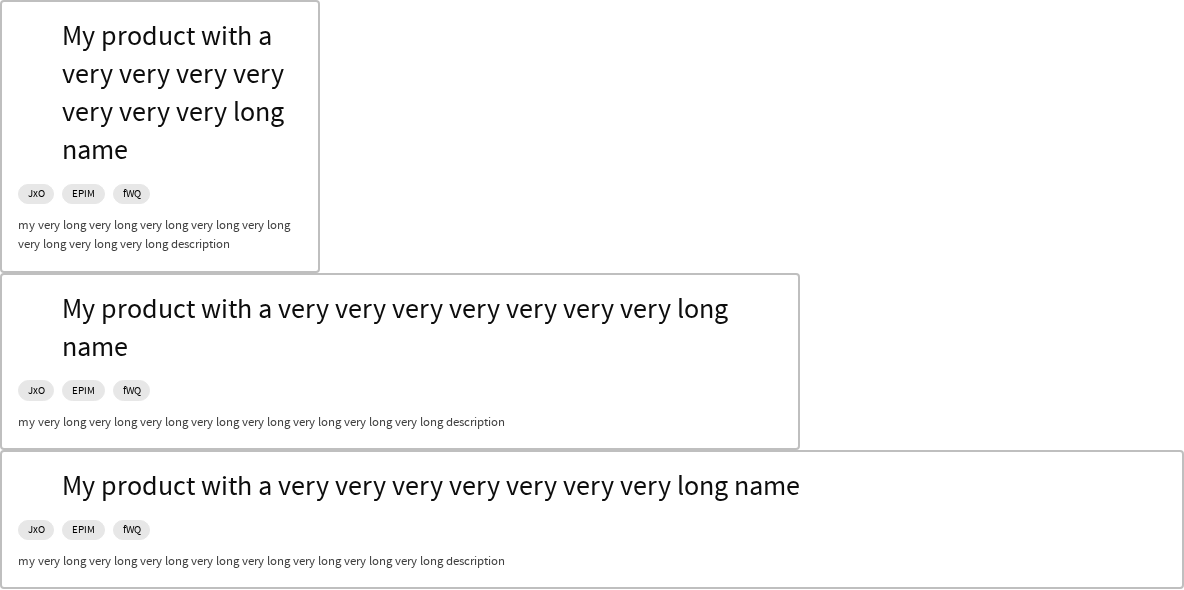 My product with a
very very very very
very very very long
name
JxO EPIM fWQ
my very long very long very long very long very long
very long very long very long description
My product with a very very very very very very very long
name
JxO EPIM fWQ
my very long very long very long very long very long very long very long very long description
My product with a very very very very very very very long name
JxO EPIM fWQ
my very long very long very long very long very long very long very long very long description